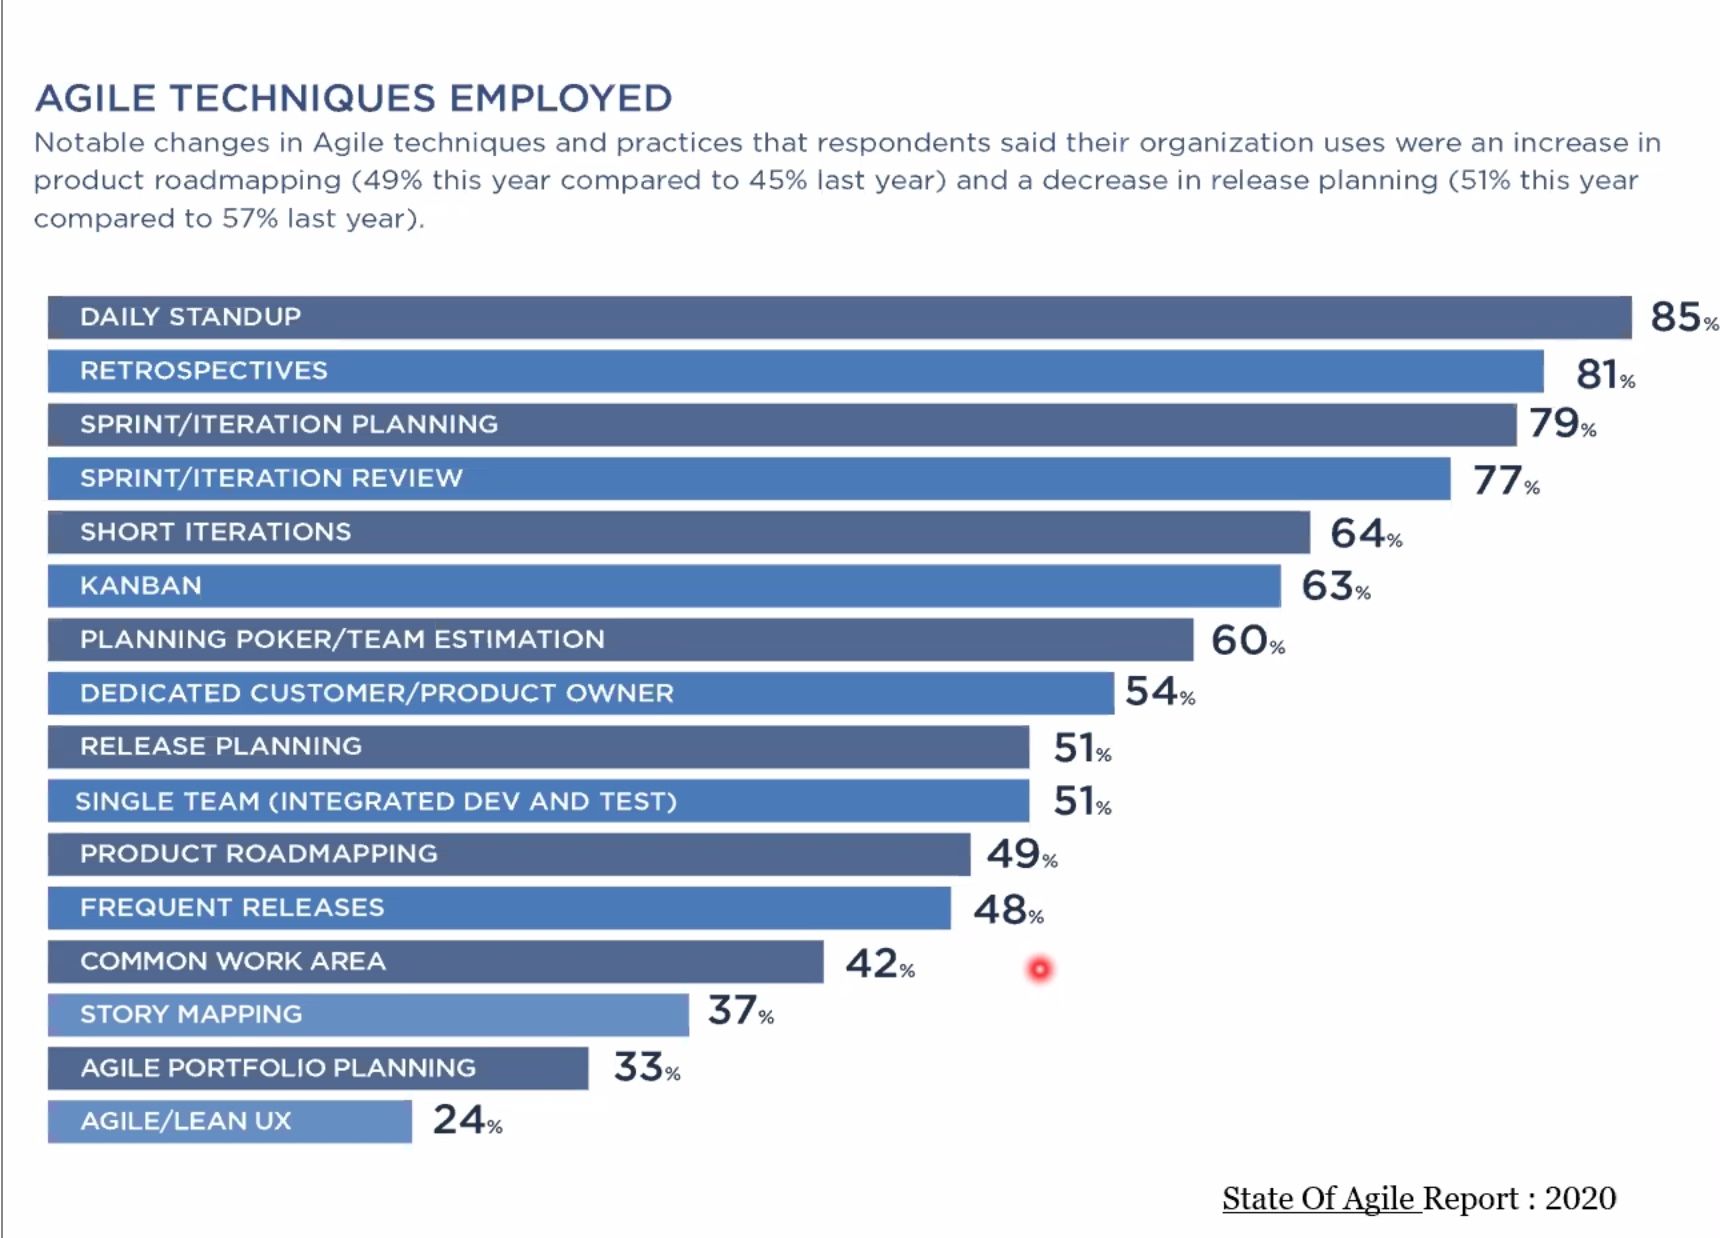 AGILE TECHNIQUES EMPLOYED
Notable changes in Agile techniques and practices that respondents said their organization uses were an increase in
product roadmapping (49% this year compared to 45% last year) and a decrease in release planning (51% this year
compared to 57% last year).
DAILY STANDUP 85%
RETROSPECTIVES 81%
SPRINT/ITERATION PLANNING 79%
SPRINT/ITERATION REVIEW 77%
SHORT ITERATIONS 64%
KANBAN 63%
PLANNING POKER/TEAM ESTIMATION 60%
DEDICATED CUSTOMER/PRODUCT OWNER 54%
RELEASE PLANNING 51%
SINGLE TEAM (INTEGRATED DEV AND TEST) 51%
PRODUCT ROADMAPPING 49%
FREQUENT RELEASES 48%
COMMON WORK AREA 42%
STORY MAPPING 37%
AGILE PORTFOLIO PLANNING 33%
AGILE/LEAN UX 24%
State Of Agile Report : 2020